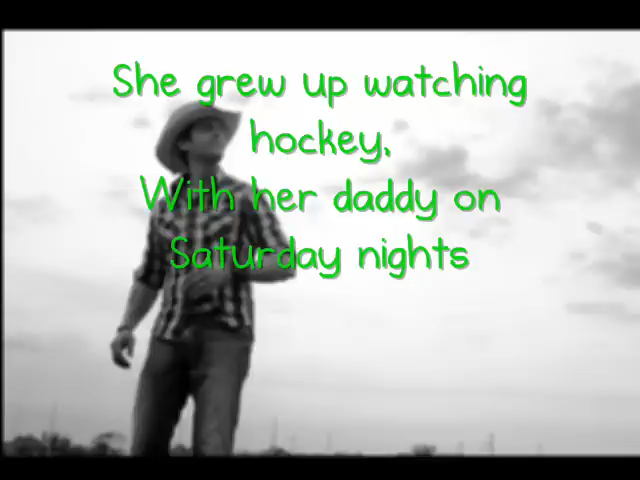 She grew up watching
hockey,
With her daddy on
Saturday nights